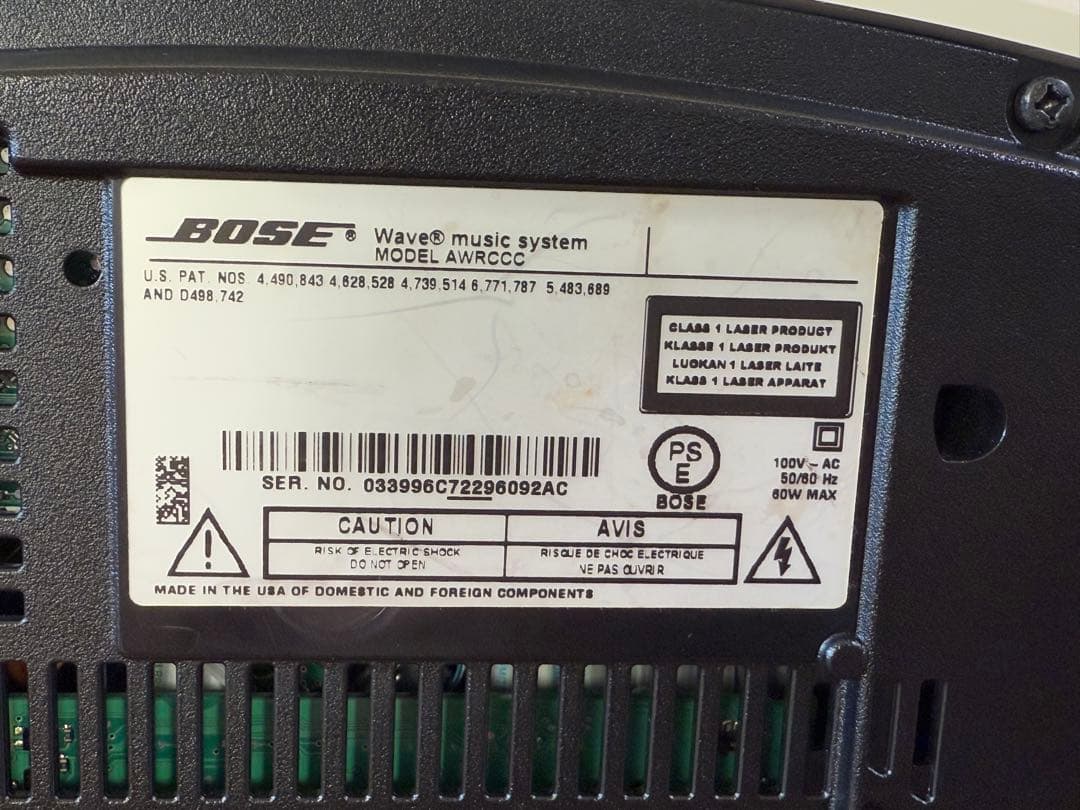 BOSE® Wave® music system
MODEL AWRCCC
U.S. PAT. NOS. 4,490,843 4,628,528 4,739,514 6,771,787 5,483,689
AND D498,742
CLASS 1 LASER PRODUCT
KLASSE 1 LASER PRODUKT
LUOKAN 1 LASER LAITE
KLASS 1 LASER APPARAT
PS
E
BOSE
100V ~ AC
50/60 Hz
60W MAX
SER. NO. 033996C72296092AC
CAUTION
RISK OF ELECTRIC SHOCK
DO NOT OPEN
AVIS
RISQUE DE CHOC ELECTRIQUE
NE PAS OUVRIR
MADE IN THE USA OF DOMESTIC AND FOREIGN COMPONENTS